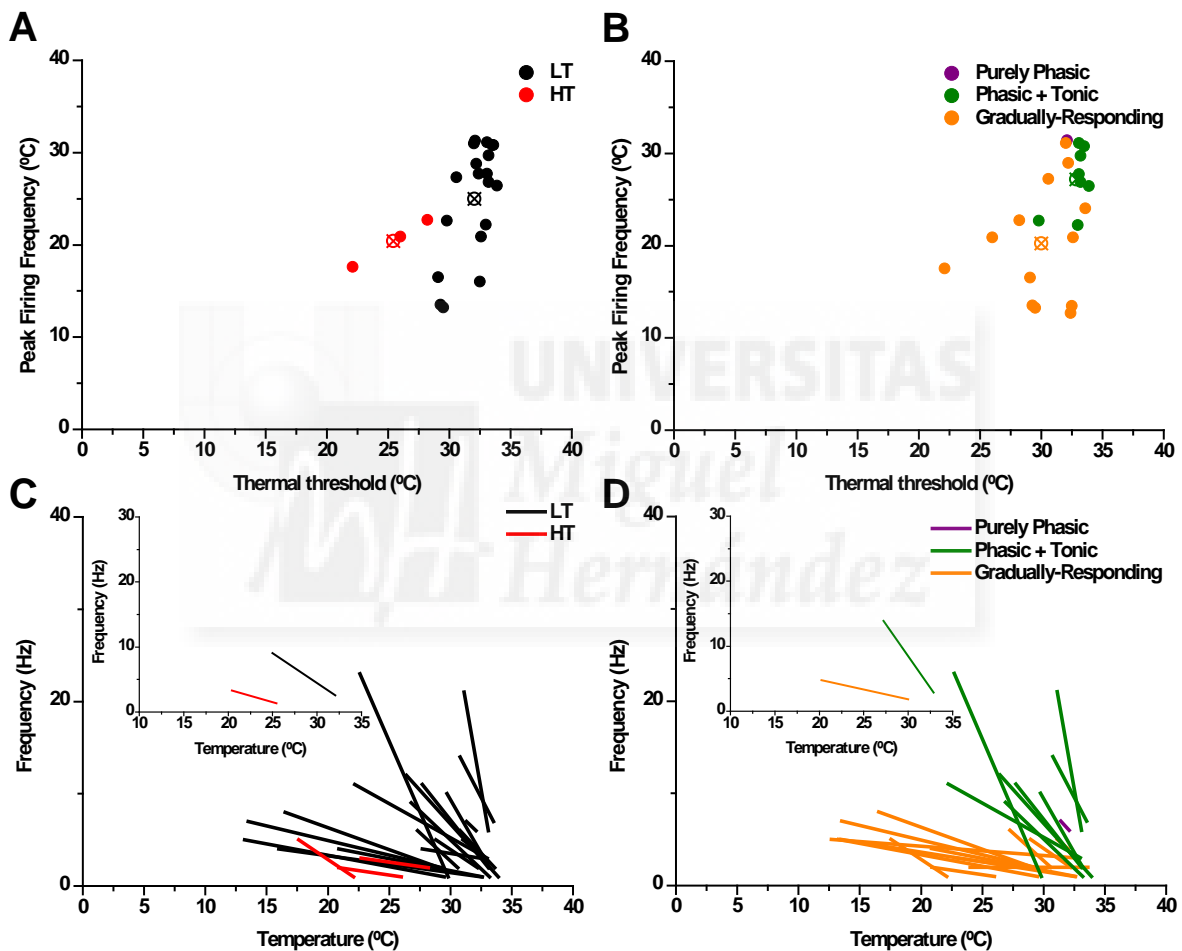 A
B
40
30
20
10
0
Peak Firing Frequency (ºC)
LT
HT
0 5 10 15 20 25 30 35 40
Thermal threshold (ºC)
40
30
20
10
0
Peak Firing Frequency (ºC)
Purely Phasic
Phasic + Tonic
Gradually-Responding
0 5 10 15 20 25 30 35 40
Thermal threshold (ºC)
UNIVERSITAS
Miguel
Hernández
C
D
40
20
0
Frequency (Hz)
LT
HT
30
20
10
0
Frequency (Hz)
10 15 20 25 30 35
Temperature (ºC)
0 5 10 15 20 25 30 35 40
Temperature (ºC)
40
20
0
Frequency (Hz)
Purely Phasic
Phasic + Tonic
Gradually-Responding
30
20
10
0
Frequency (Hz)
10 15 20 25 30 35
Temperature (ºC)
0 5 10 15 20 25 30 35 40
Temperature (ºC)